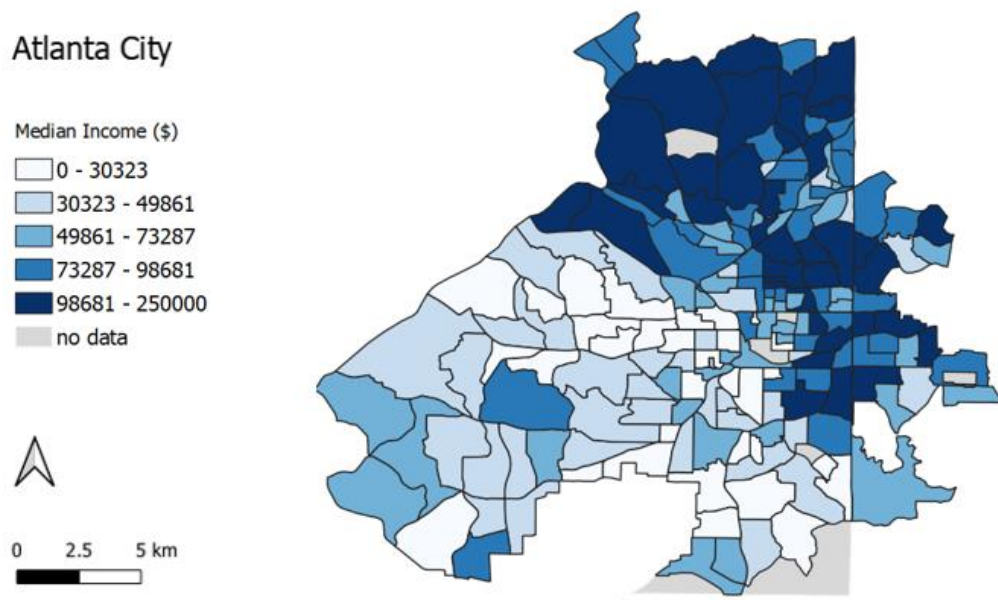 Atlanta City
Median Income ($)
0 - 30323
30323 - 49861
49861 - 73287
73287 - 98681
98681 - 250000
no data
0 2.5 5 km